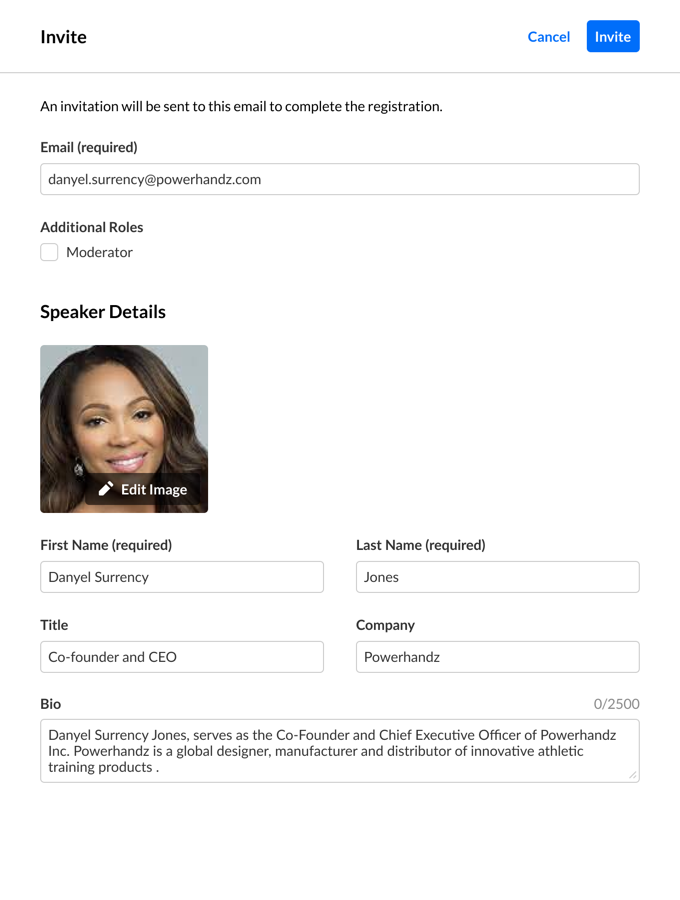 Invite
Cancel
Invite
An invitation will be sent to this email to complete the registration.
Email (required)
danyel.surrency@powerhandz.com
Additional Roles
Moderator
Speaker Details
Edit Image
First Name (required)
Last Name (required)
Danyel Surrency
Jones
Title
Company
Co-founder and CEO
Powerhandz
Bio
0/2500
Danyel Surrency Jones, serves as the Co-Founder and Chief Executive Officer of Powerhandz
Inc. Powerhandz is a global designer, manufacturer and distributor of innovative athletic
training products .